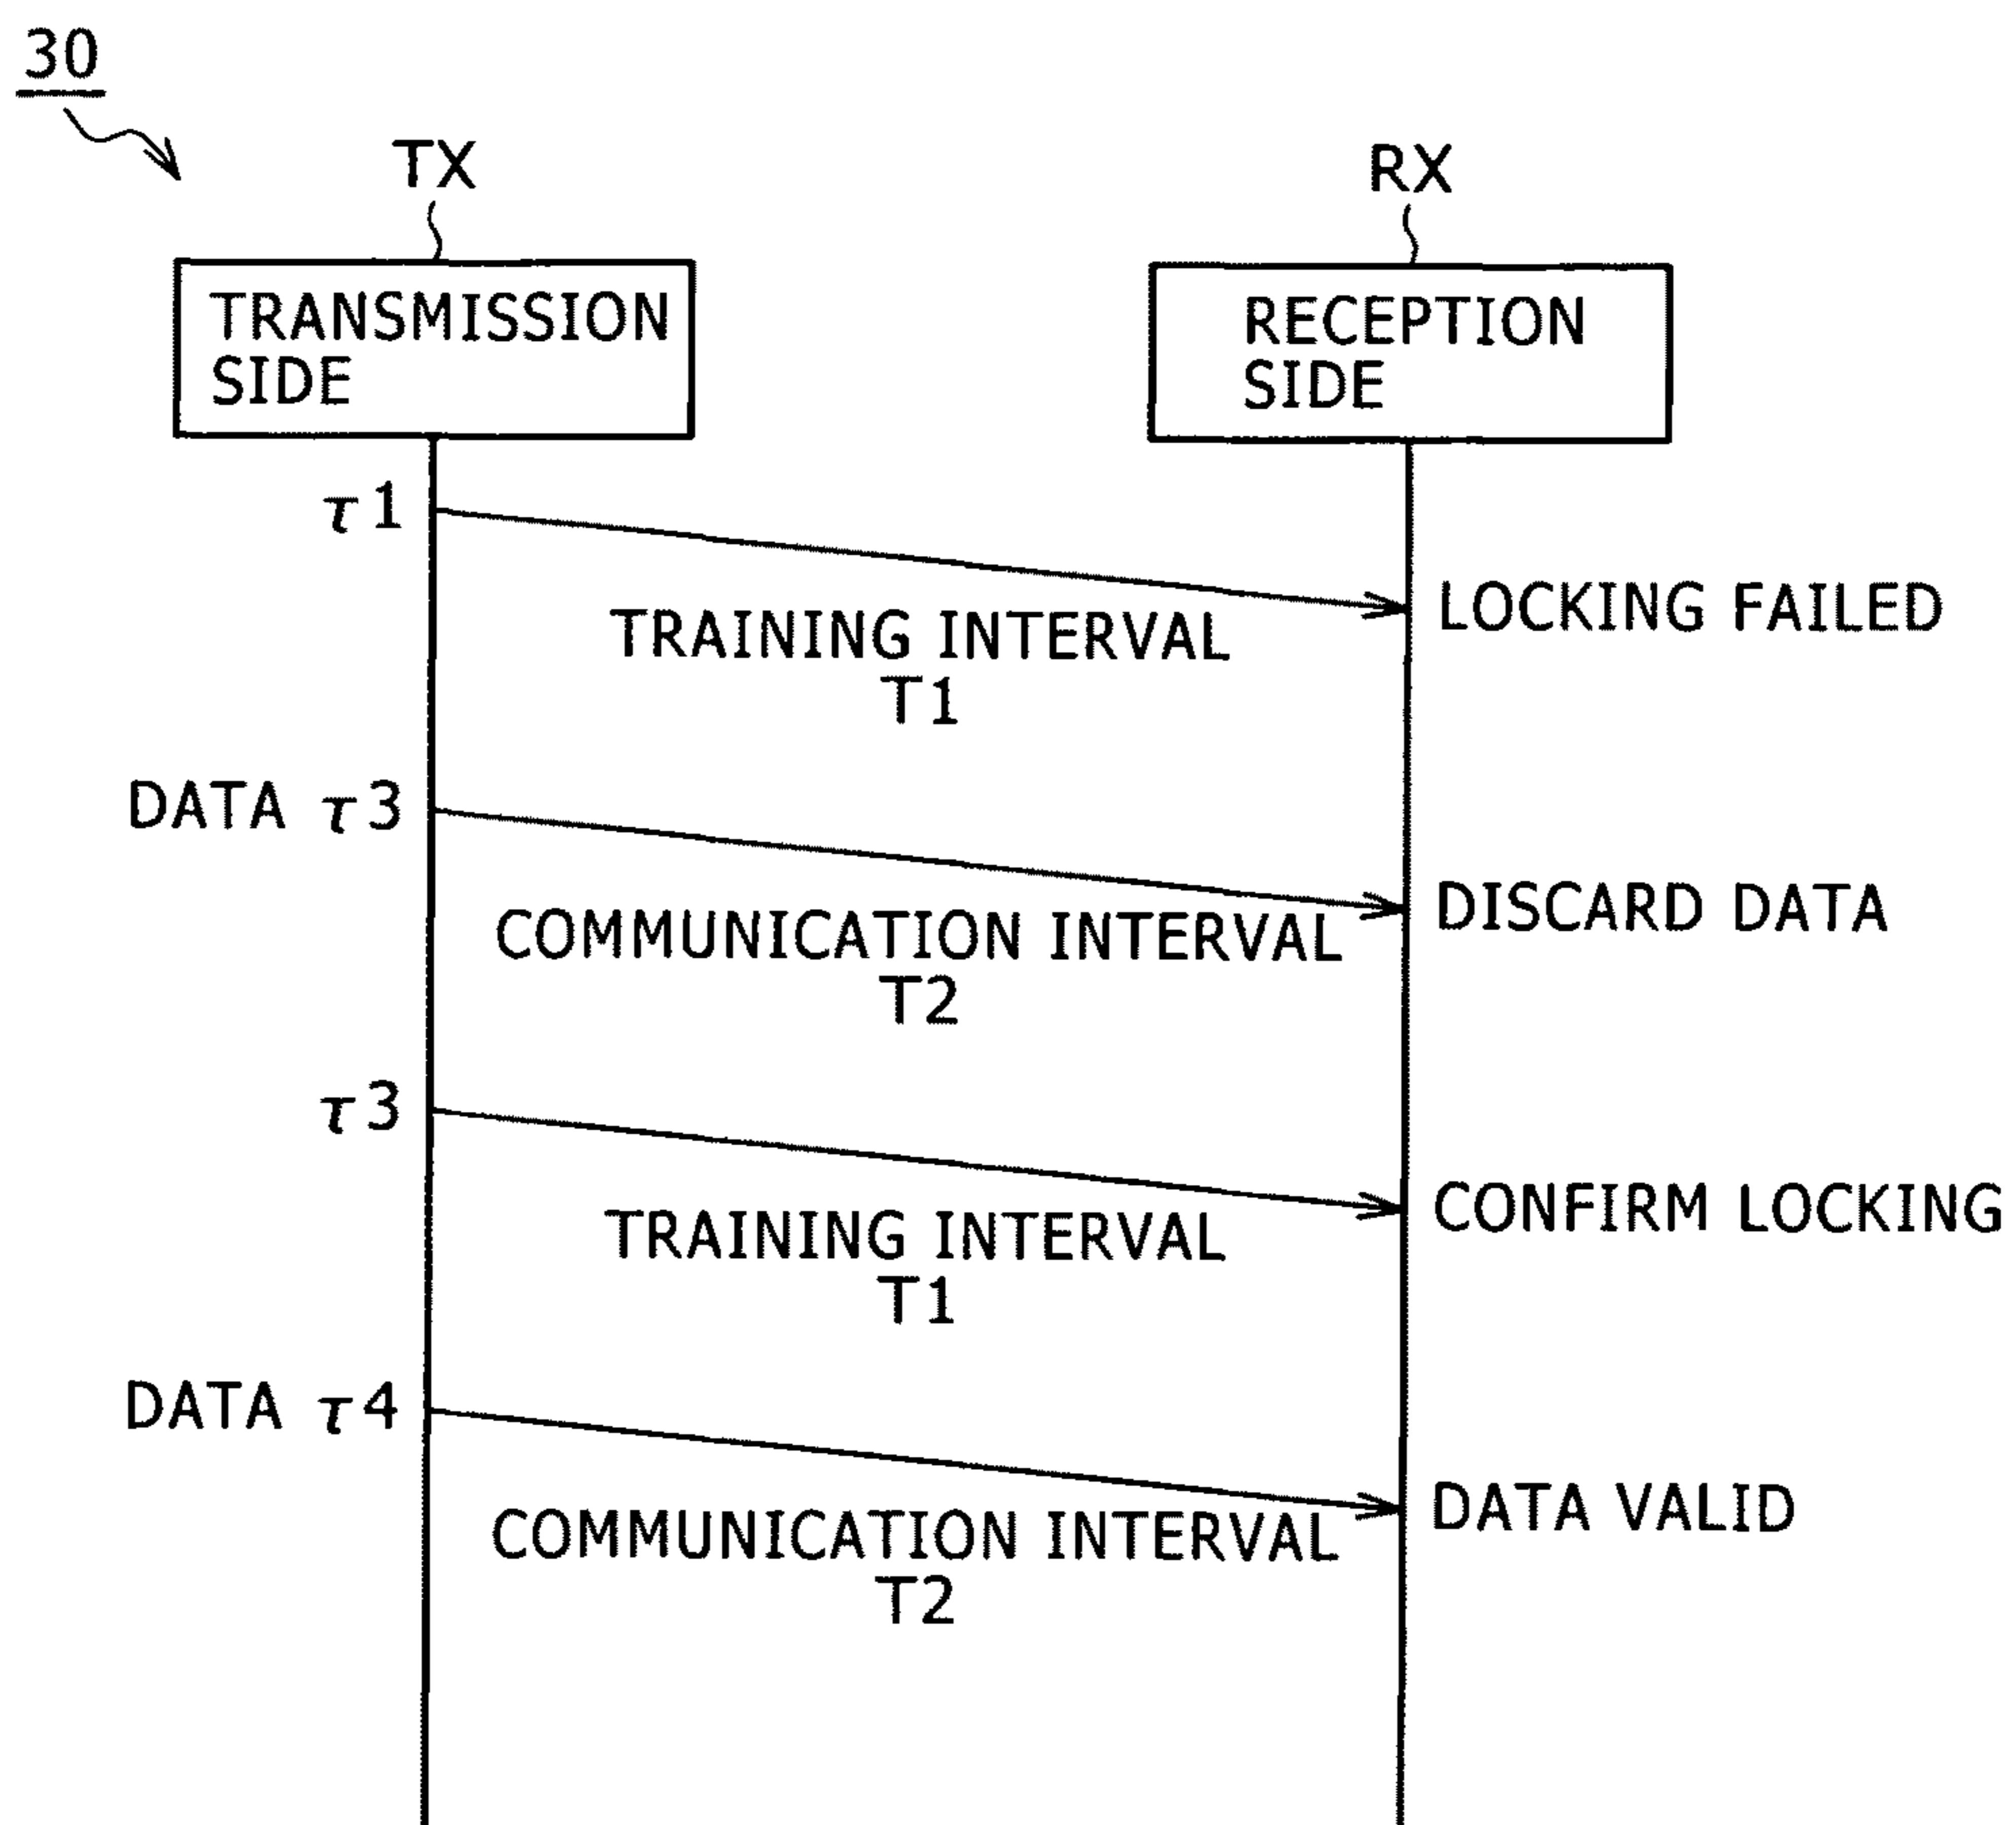 30
TX
RX
TRANSMISSION
SIDE
RECEPTION
SIDE
τ1
LOCKING FAILED
TRAINING INTERVAL
T1
DATA τ3
DISCARD DATA
COMMUNICATION INTERVAL
T2
τ3
CONFIRM LOCKING
TRAINING INTERVAL
T1
DATA τ4
DATA VALID
COMMUNICATION INTERVAL
T2